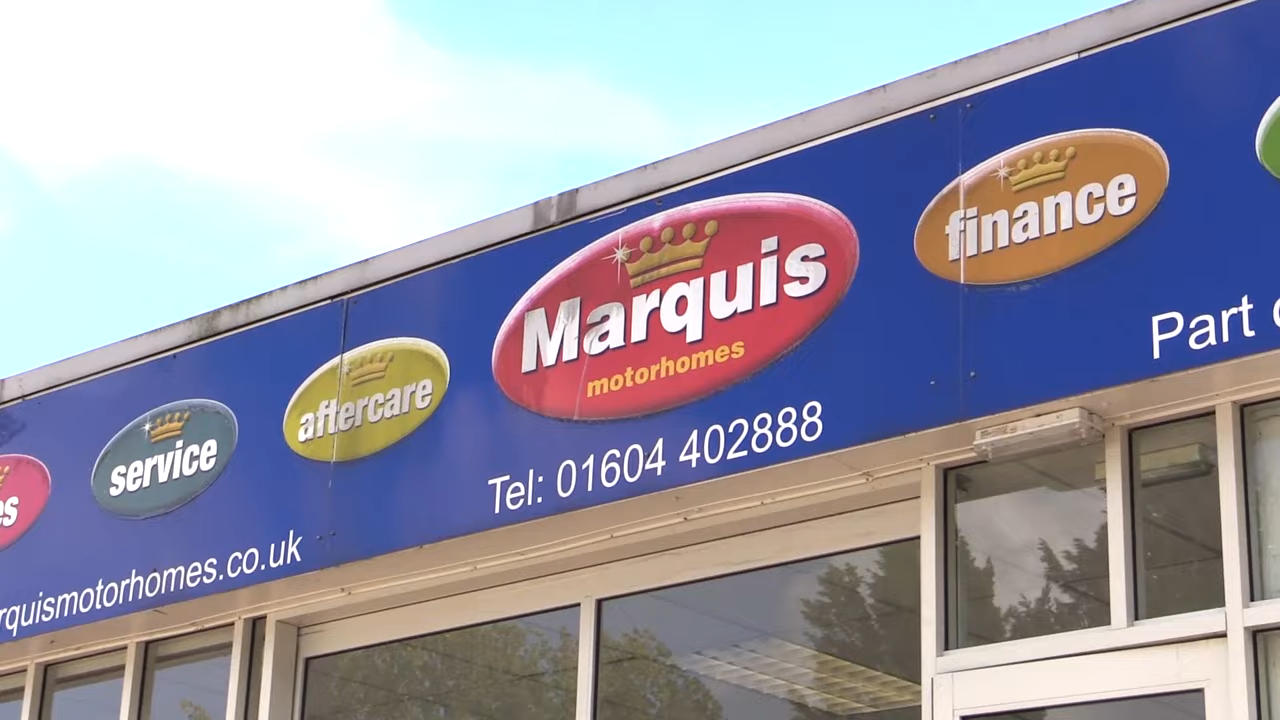 service
aftercare
Marquis
motorhomes
finance
Tel: 01604 402888
Part
rquismotorhomes.co.uk